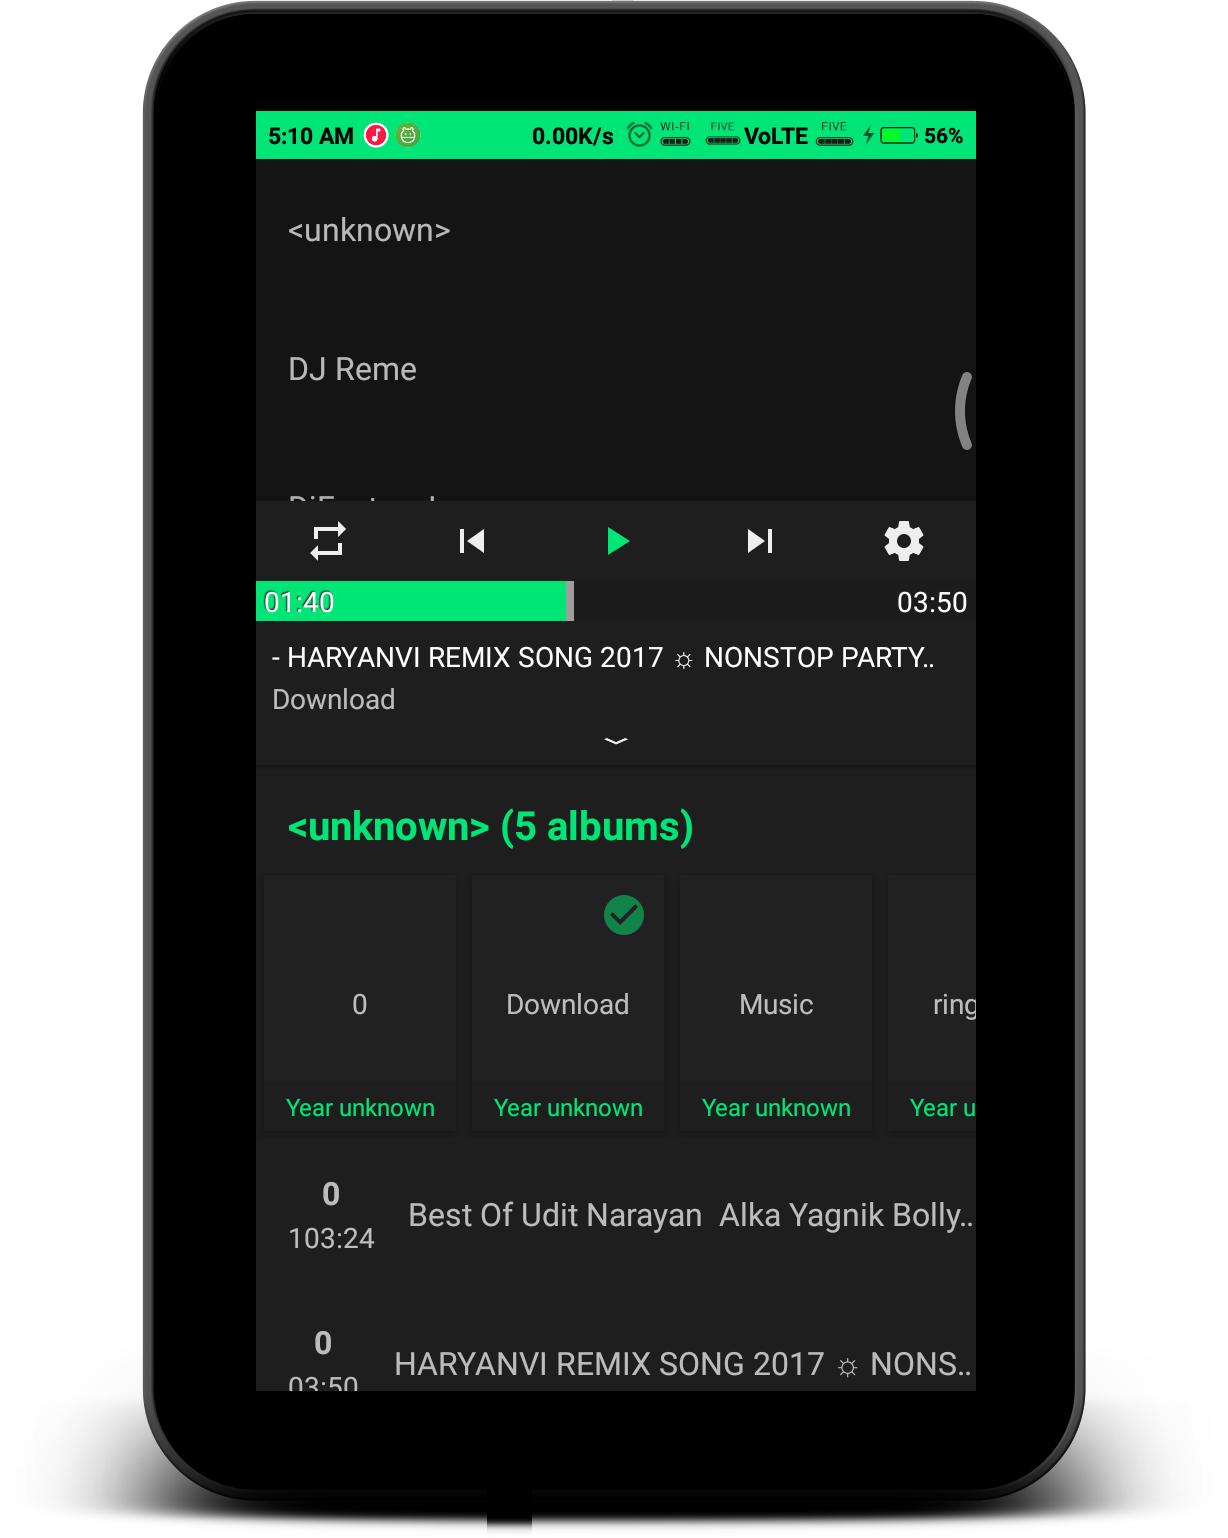 5:10 AM 0.00K/s WI-FI FIVE VoLTE FIVE 56%
<unknown>
DJ Reme
01:40 03:50
- HARYANVI REMIX SONG 2017 ☼ NONSTOP PARTY..
Download
<unknown> (5 albums)
0 Download Music ring
Year unknown Year unknown Year unknown Year u
0
103:24 Best Of Udit Narayan  Alka Yagnik Bolly..
0
03:50 HARYANVI REMIX SONG 2017 ☼ NONS..